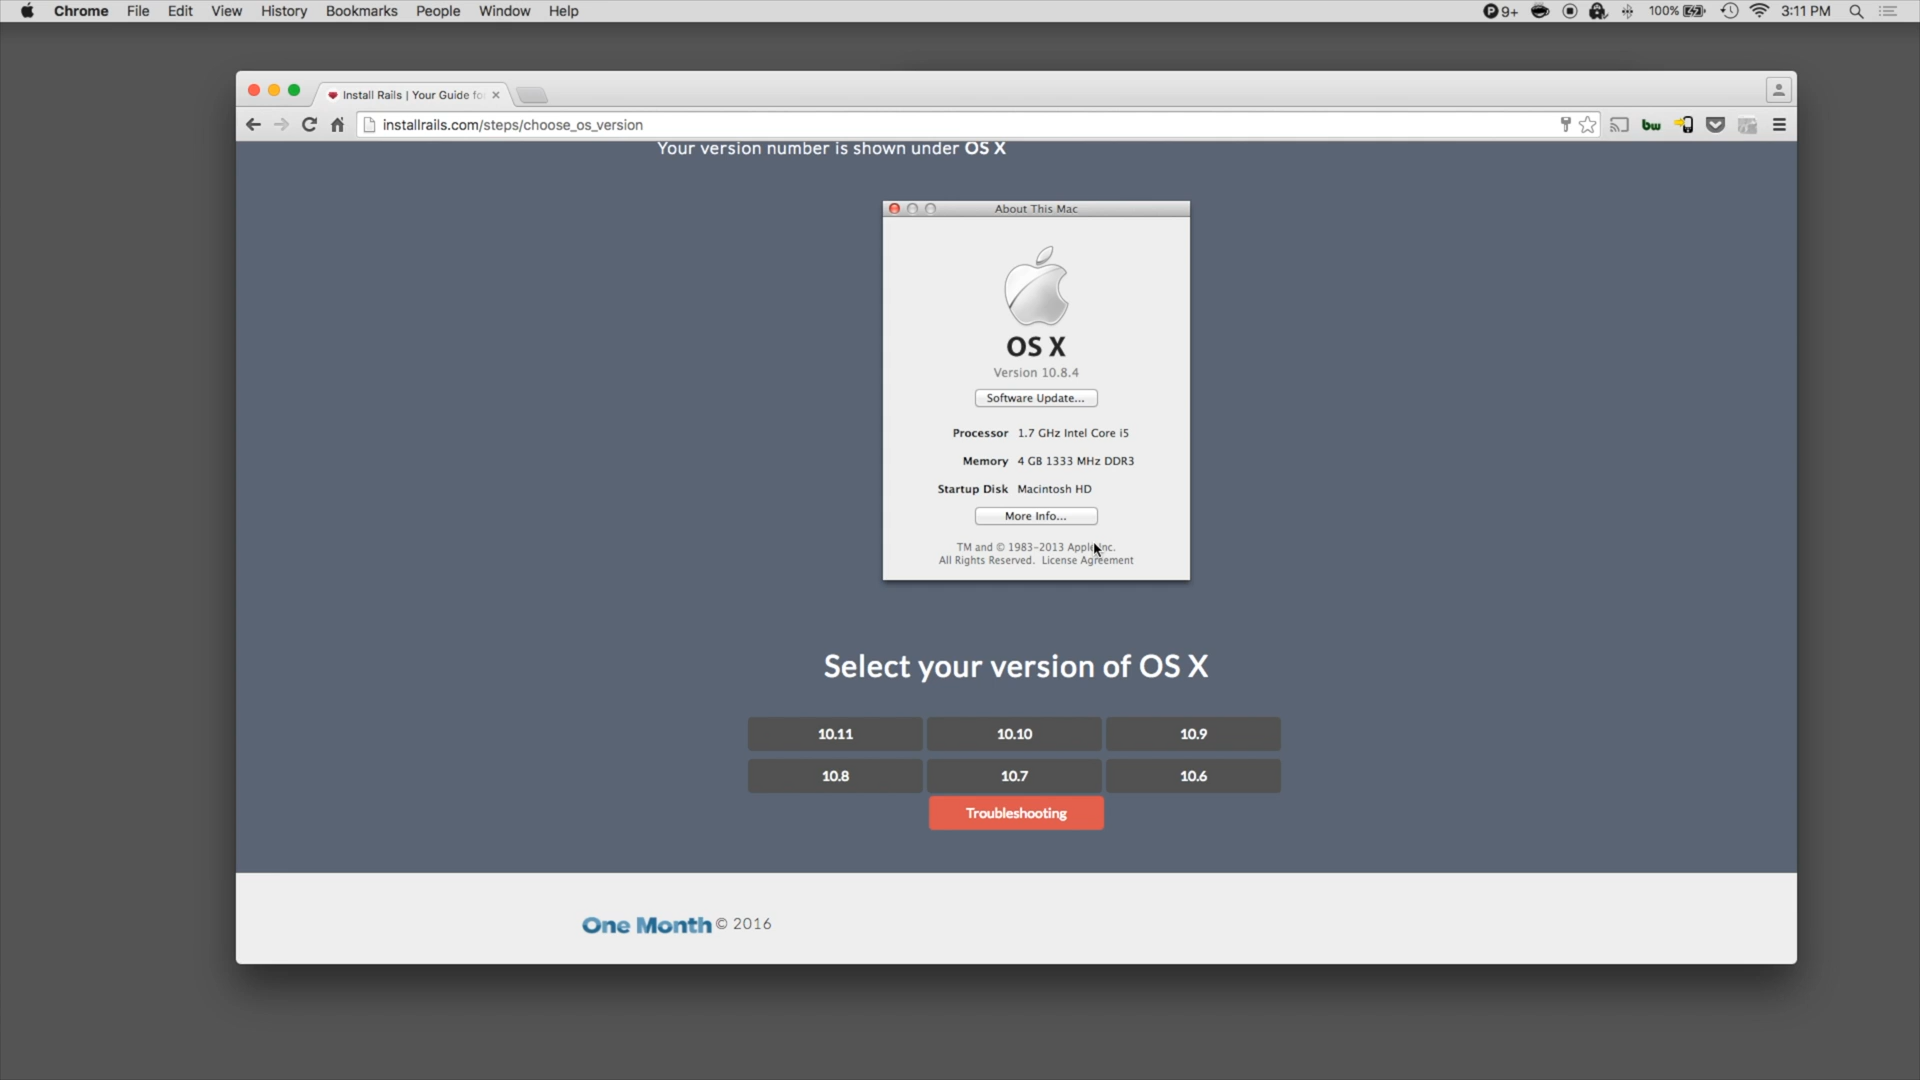 Chrome File Edit View History Bookmarks People Window Help
9+ 100% 3:11 PM
Install Rails | Your Guide fo
installrails.com/steps/choose_os_version
bw
Your version number is shown under OS X
About This Mac
OS X
Version 10.8.4
Software Update...
Processor 1.7 GHz Intel Core i5
Memory 4 GB 1333 MHz DDR3
Startup Disk Macintosh HD
More Info...
TM and © 1983-2013 Apple Inc.
All Rights Reserved. License Agreement
Select your version of OS X
10.11 10.10 10.9
10.8 10.7 10.6
Troubleshooting
One Month © 2016